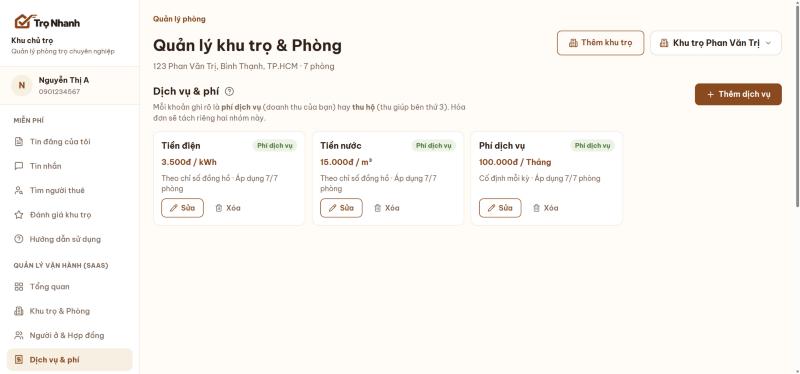 Trọ Nhanh
Khu chủ trọ
Quản lý phòng trọ chuyên nghiệp
N
Nguyễn Thị A
0901234567
MIỄN PHÍ
Tin đăng của tôi
Tin nhắn
Tìm người thuê
Đánh giá khu trọ
Hướng dẫn sử dụng
QUẢN LÝ VẬN HÀNH (SAAS)
Tổng quan
Khu trọ & Phòng
Người ở & Hợp đồng
Dịch vụ & phí
Quản lý phòng
Quản lý khu trọ & Phòng
123 Phan Văn Trị, Bình Thạnh, TP.HCM · 7 phòng
Thêm khu trọ
Khu trọ Phan Văn Trị
Dịch vụ & phí
Mỗi khoản ghi rõ là phí dịch vụ (doanh thu của bạn) hay thu hộ (thu giúp bên thứ 3). Hóa
đơn sẽ tách riêng hai nhóm này.
+ Thêm dịch vụ
Tiền điện
Phí dịch vụ
3.500đ / kWh
Theo chỉ số đồng hồ · Áp dụng 7/7
phòng
Sửa
Xóa
Tiền nước
Phí dịch vụ
15.000đ / m³
Theo chỉ số đồng hồ · Áp dụng 7/7
phòng
Sửa
Xóa
Phí dịch vụ
Phí dịch vụ
100.000đ / Tháng
Cố định mỗi kỳ · Áp dụng 7/7 phòng
Sửa
Xóa